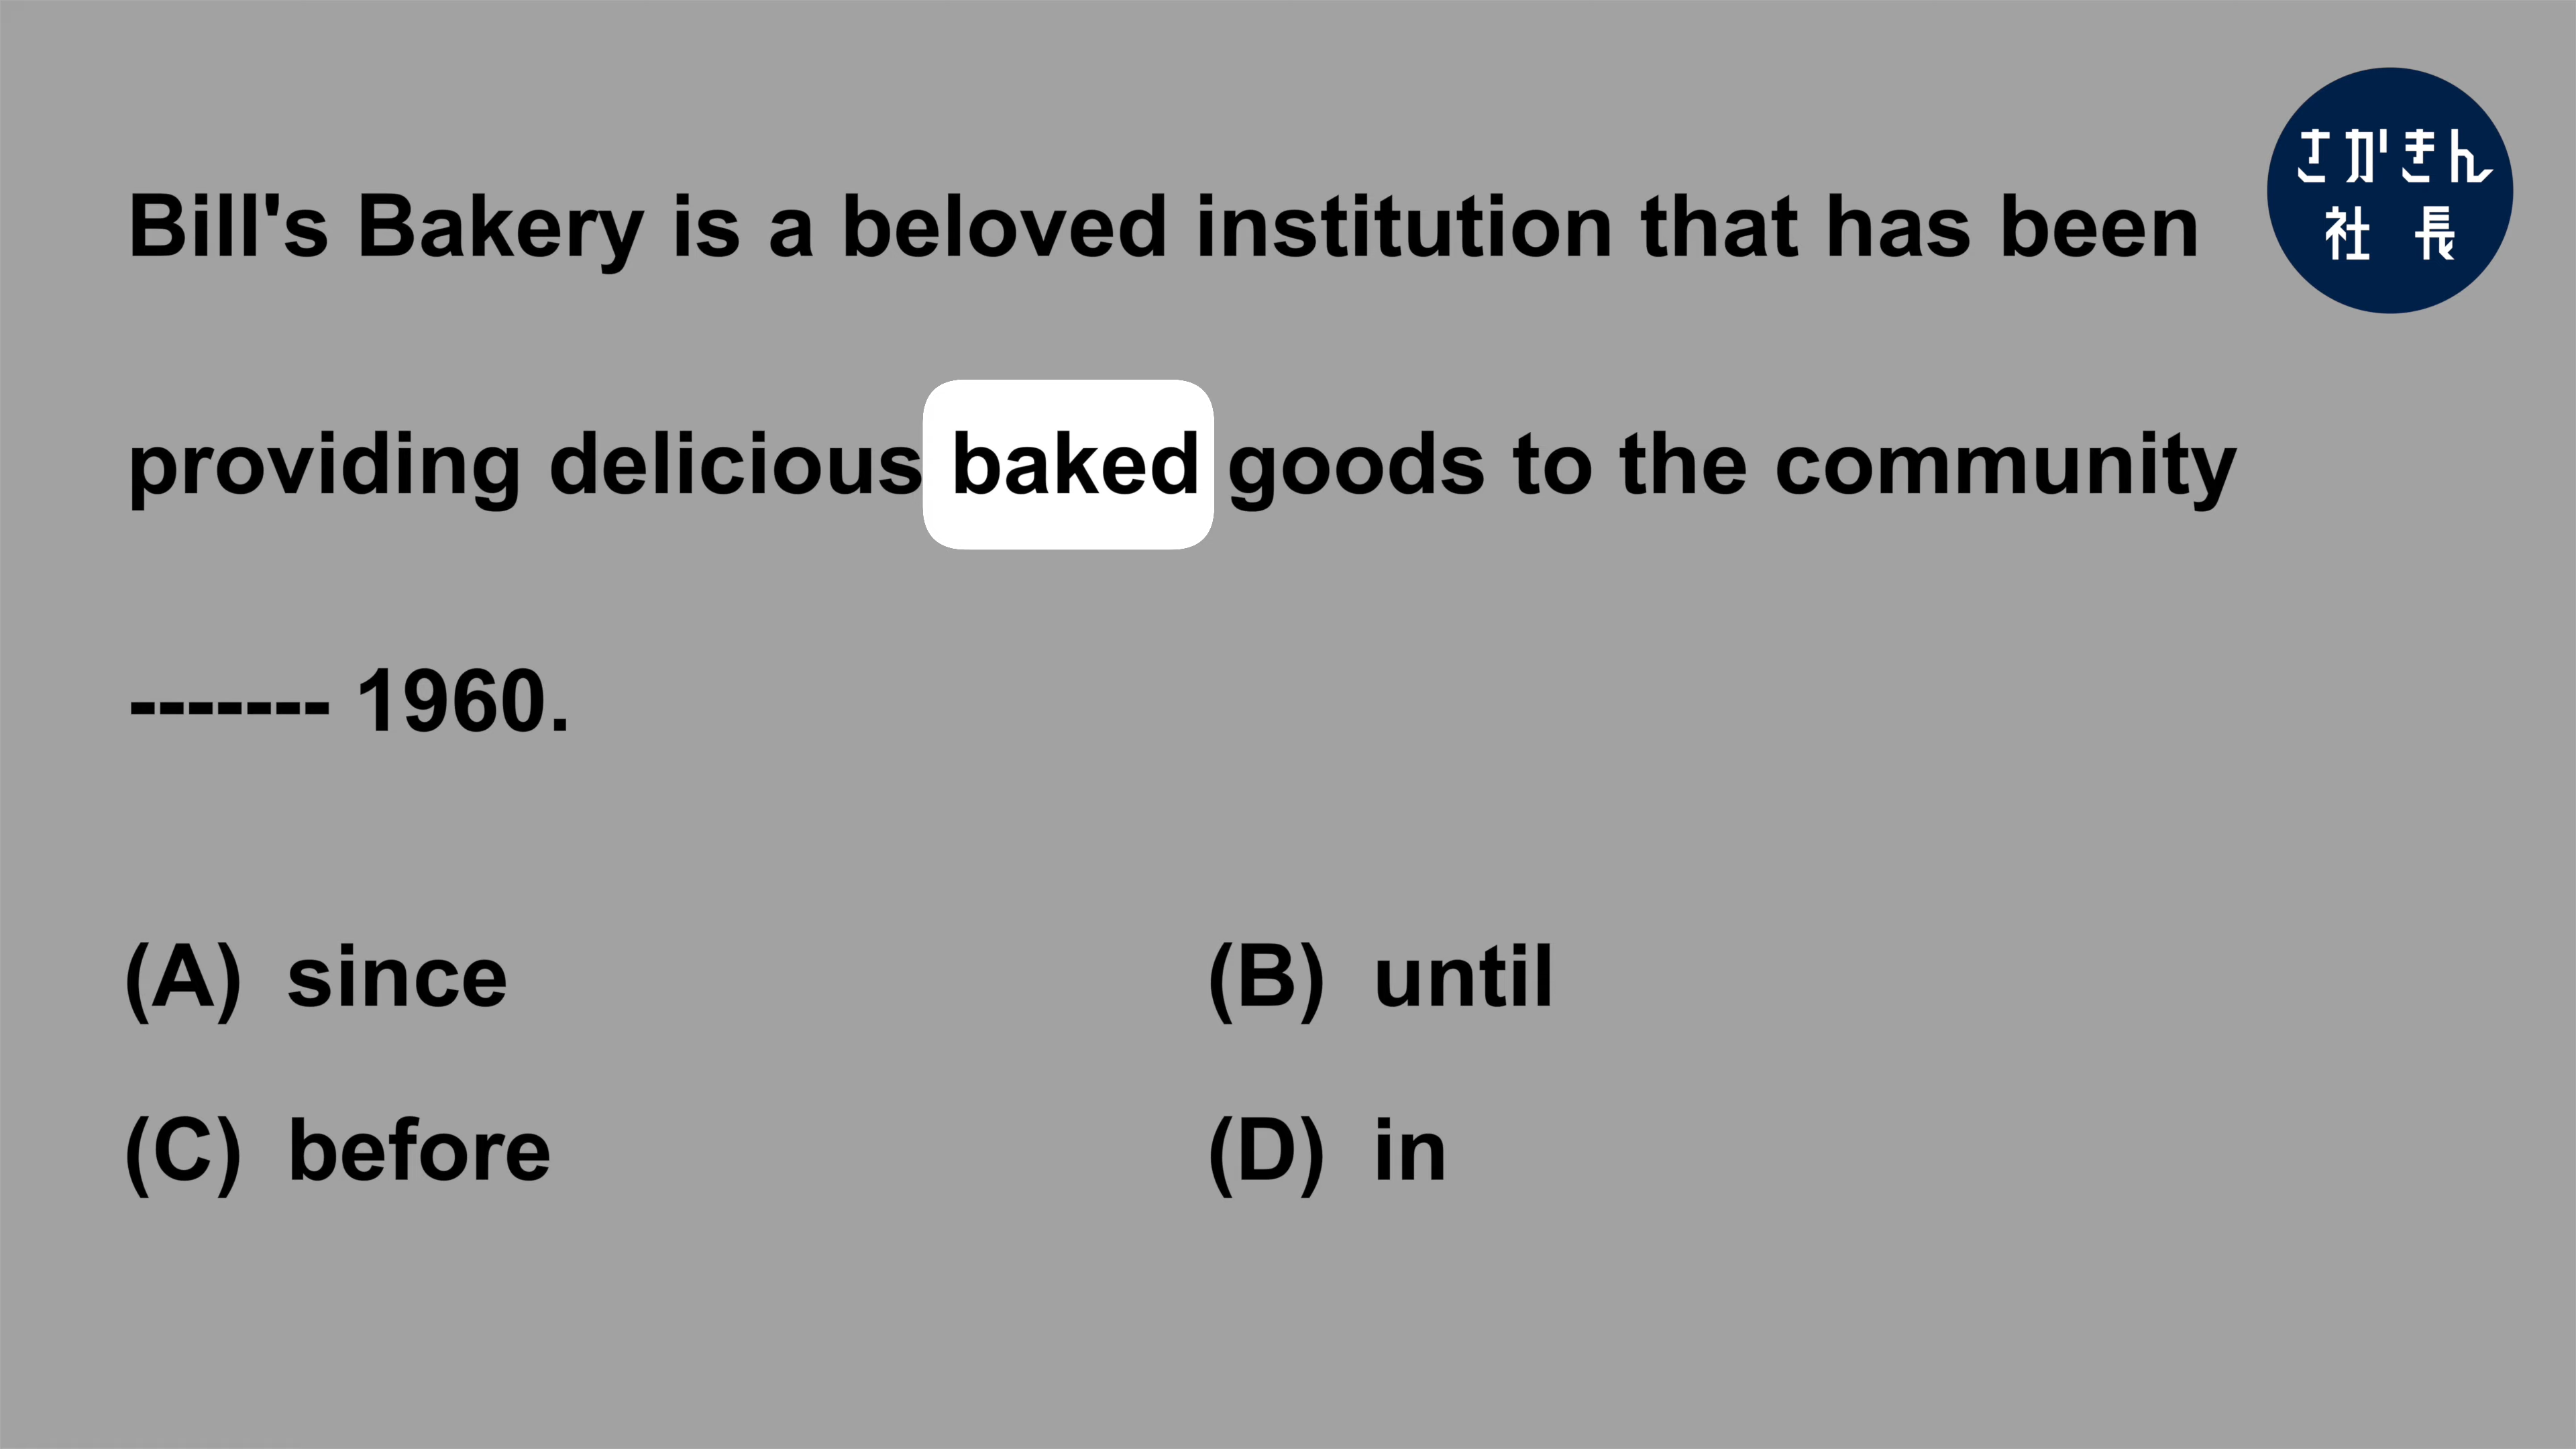 Bill's Bakery is a beloved institution that has been
providing delicious baked goods to the community
------- 1960.
(A) since
(B) until
(C) before
(D) in
さかきん
社長